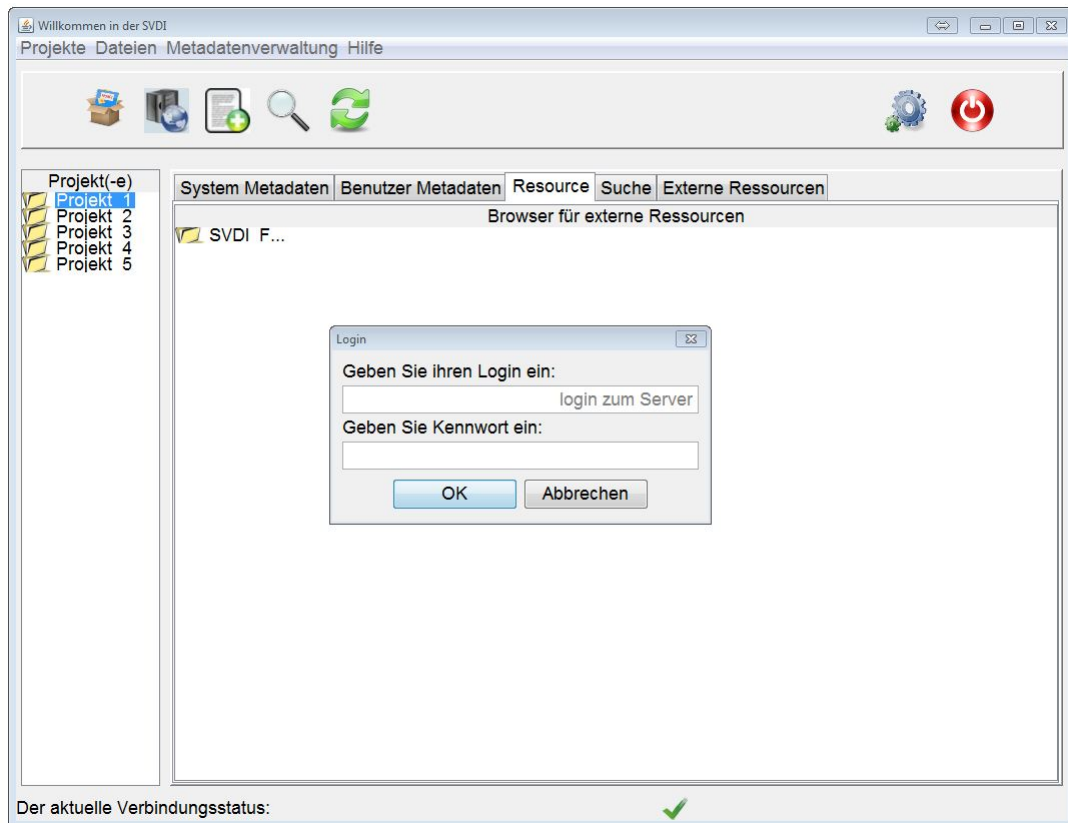 Willkommen in der SVDI
Projekte Dateien Metadatenverwaltung Hilfe
Projekt(-e)
Projekt 1
Projekt 2
Projekt 3
Projekt 4
Projekt 5
System Metadaten Benutzer Metadaten Resource Suche Externe Ressourcen
Browser für externe Ressourcen
SVDI F...
Login
Geben Sie ihren Login ein:
login zum Server
Geben Sie Kennwort ein:
OK Abbrechen
Der aktuelle Verbindungsstatus: